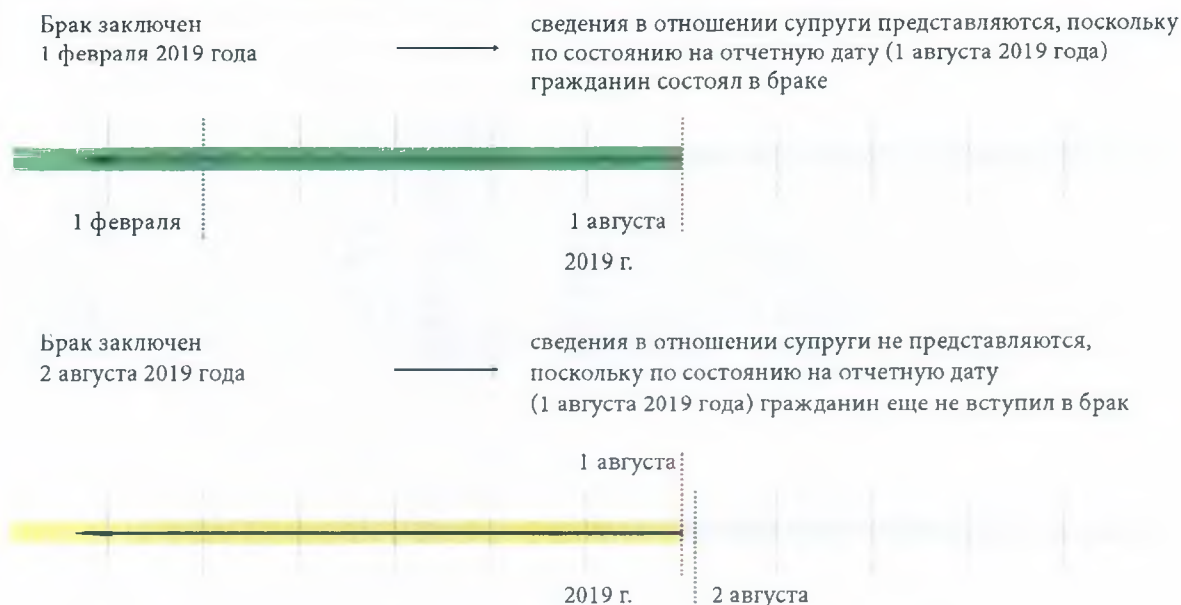 Брак заключен
1 февраля 2019 года
сведения в отношении супруги представляются, поскольку
по состоянию на отчетную дату (1 августа 2019 года)
гражданин состоял в браке
1 февраля
1 августа
2019 г.
Брак заключен
2 августа 2019 года
сведения в отношении супруги не представляются,
поскольку по состоянию на отчетную дату
(1 августа 2019 года) гражданин еще не вступил в брак
1 августа
2019 г.
2 августа